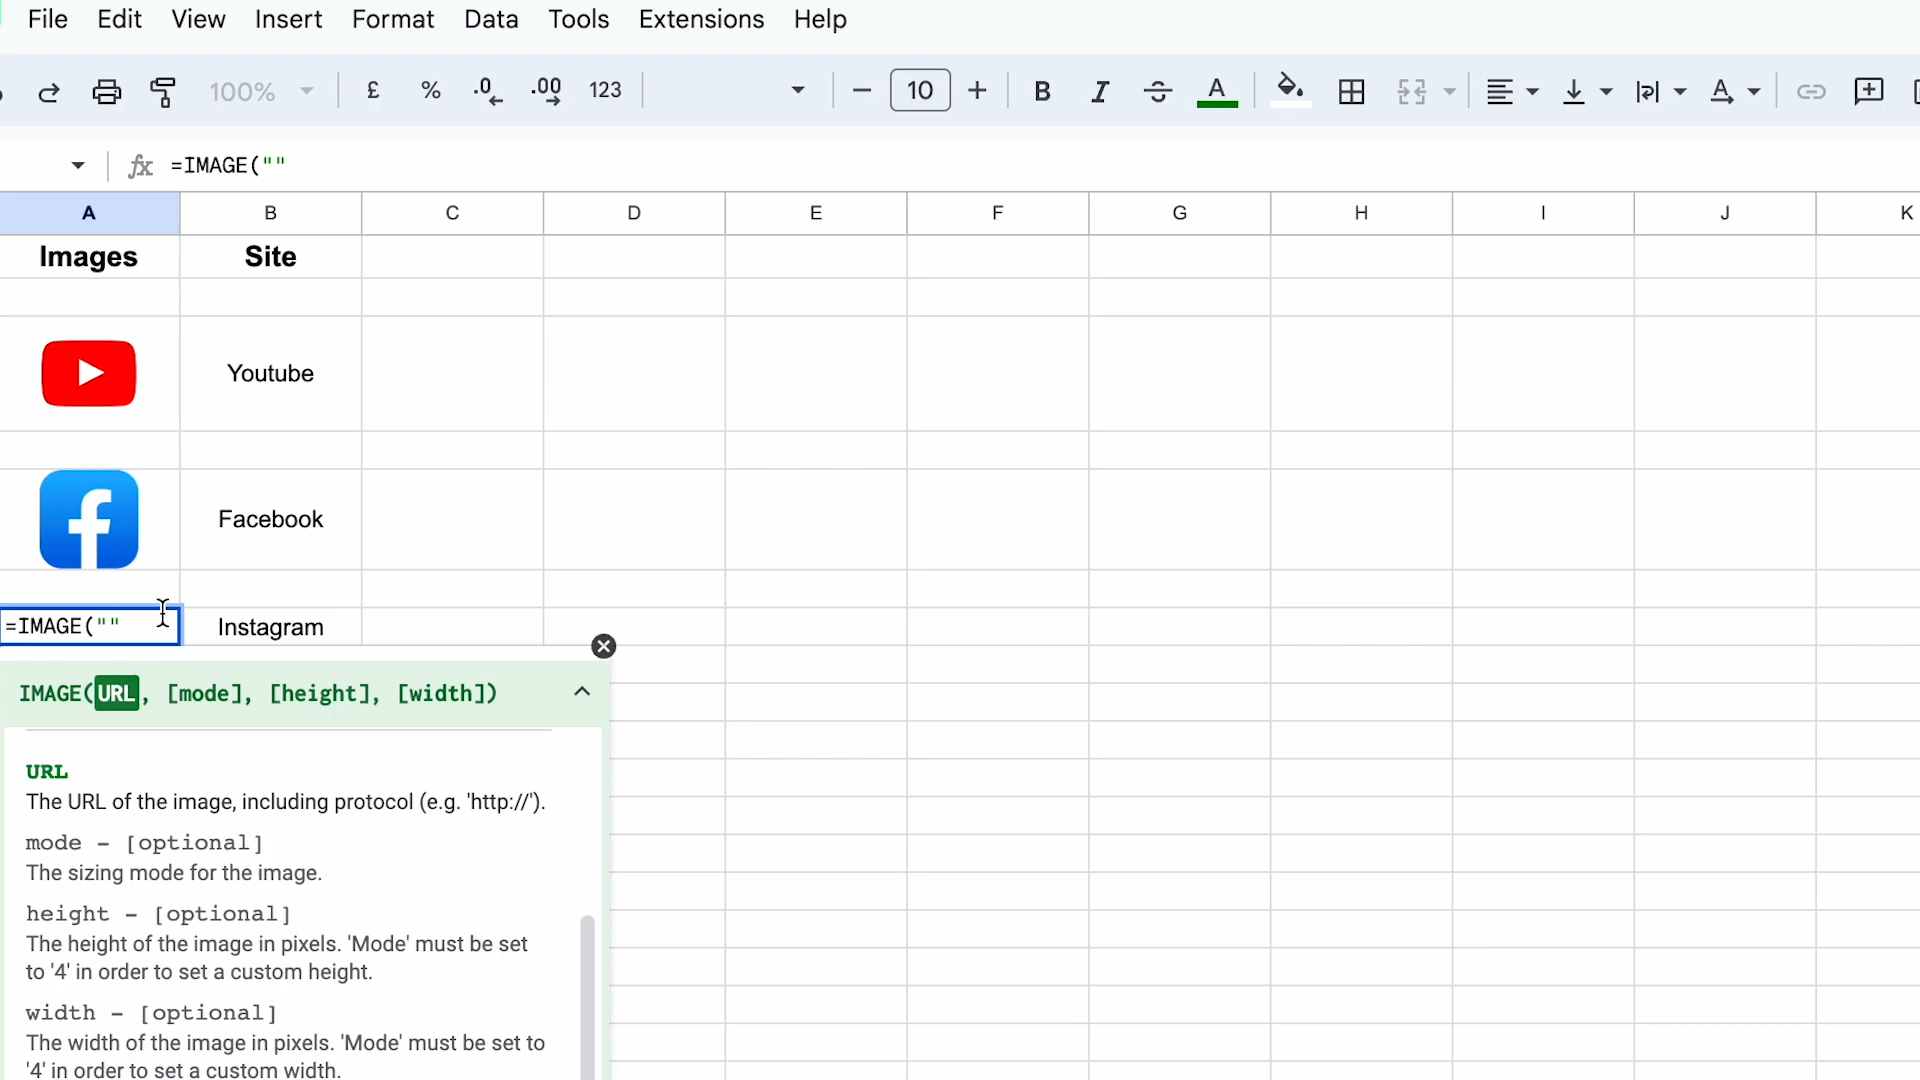 File Edit View Insert Format Data Tools Extensions Help
100% £ % .0 .00 123 10 B I S A A
fx =IMAGE(""
A B C D E F G H I J K
Images Site
Youtube
Facebook
=IMAGE("" Instagram
IMAGE(URL, [mode], [height], [width])
URL
The URL of the image, including protocol (e.g. 'http://').
mode - [optional]
The sizing mode for the image.
height - [optional]
The height of the image in pixels. 'Mode' must be set
to '4' in order to set a custom height.
width - [optional]
The width of the image in pixels. 'Mode' must be set to
'4' in order to set a custom width.